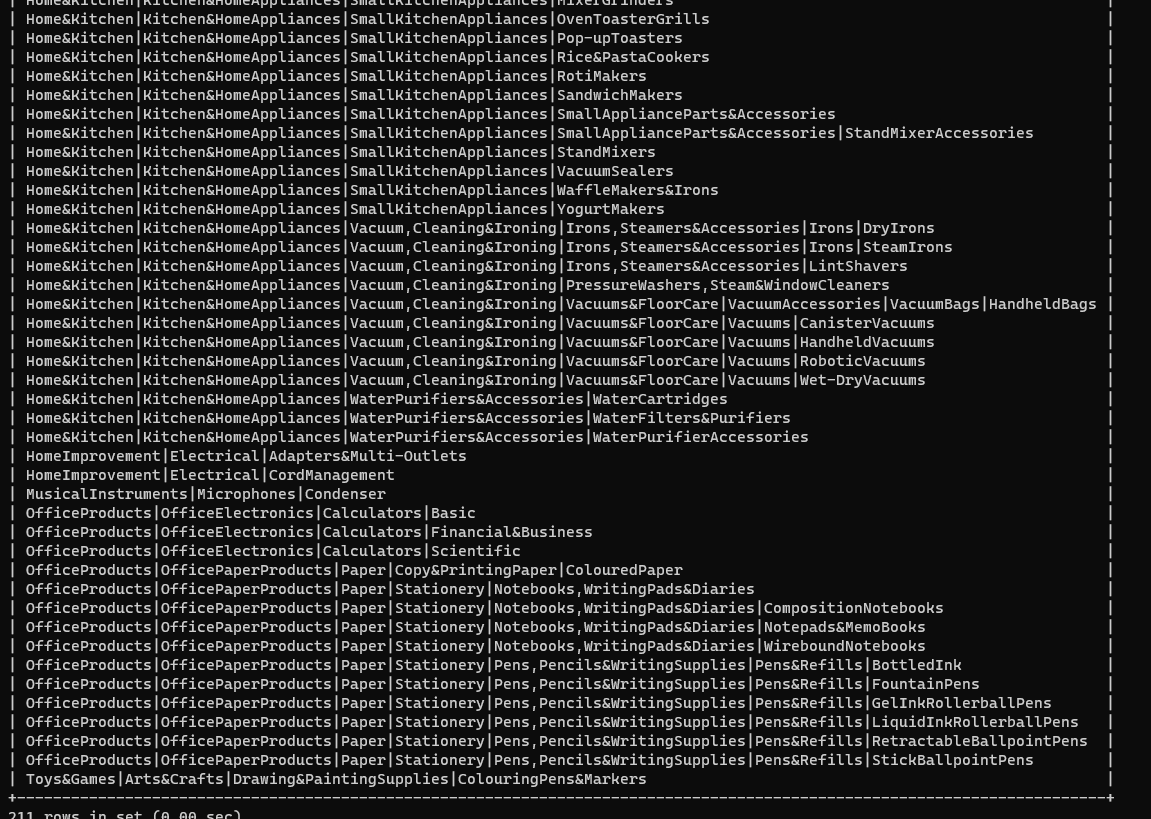 | Home&Kitchen|Kitchen&HomeAppliances|SmallKitchenAppliances|MixerGrinders |
| Home&Kitchen|Kitchen&HomeAppliances|SmallKitchenAppliances|OvenToasterGrills |
| Home&Kitchen|Kitchen&HomeAppliances|SmallKitchenAppliances|Pop-upToasters |
| Home&Kitchen|Kitchen&HomeAppliances|SmallKitchenAppliances|Rice&PastaCookers |
| Home&Kitchen|Kitchen&HomeAppliances|SmallKitchenAppliances|RotiMakers |
| Home&Kitchen|Kitchen&HomeAppliances|SmallKitchenAppliances|SandwichMakers |
| Home&Kitchen|Kitchen&HomeAppliances|SmallKitchenAppliances|SmallApplianceParts&Accessories |
| Home&Kitchen|Kitchen&HomeAppliances|SmallKitchenAppliances|SmallApplianceParts&Accessories|StandMixerAccessories |
| Home&Kitchen|Kitchen&HomeAppliances|SmallKitchenAppliances|StandMixers |
| Home&Kitchen|Kitchen&HomeAppliances|SmallKitchenAppliances|VacuumSealers |
| Home&Kitchen|Kitchen&HomeAppliances|SmallKitchenAppliances|WaffleMakers&Irons |
| Home&Kitchen|Kitchen&HomeAppliances|SmallKitchenAppliances|YogurtMakers |
| Home&Kitchen|Kitchen&HomeAppliances|Vacuum,Cleaning&Ironing|Irons,Steamers&Accessories|Irons|DryIrons |
| Home&Kitchen|Kitchen&HomeAppliances|Vacuum,Cleaning&Ironing|Irons,Steamers&Accessories|Irons|SteamIrons |
| Home&Kitchen|Kitchen&HomeAppliances|Vacuum,Cleaning&Ironing|Irons,Steamers&Accessories|LintShavers |
| Home&Kitchen|Kitchen&HomeAppliances|Vacuum,Cleaning&Ironing|PressureWashers,Steam&WindowCleaners |
| Home&Kitchen|Kitchen&HomeAppliances|Vacuum,Cleaning&Ironing|Vacuums&FloorCare|VacuumAccessories|VacuumBags|HandheldBags |
| Home&Kitchen|Kitchen&HomeAppliances|Vacuum,Cleaning&Ironing|Vacuums&FloorCare|Vacuums|CanisterVacuums |
| Home&Kitchen|Kitchen&HomeAppliances|Vacuum,Cleaning&Ironing|Vacuums&FloorCare|Vacuums|HandheldVacuums |
| Home&Kitchen|Kitchen&HomeAppliances|Vacuum,Cleaning&Ironing|Vacuums&FloorCare|Vacuums|RoboticVacuums |
| Home&Kitchen|Kitchen&HomeAppliances|Vacuum,Cleaning&Ironing|Vacuums&FloorCare|Vacuums|Wet-DryVacuums |
| Home&Kitchen|Kitchen&HomeAppliances|WaterPurifiers&Accessories|WaterCartridges |
| Home&Kitchen|Kitchen&HomeAppliances|WaterPurifiers&Accessories|WaterFilters&Purifiers |
| Home&Kitchen|Kitchen&HomeAppliances|WaterPurifiers&Accessories|WaterPurifierAccessories |
| HomeImprovement|Electrical|Adapters&Multi-Outlets |
| HomeImprovement|Electrical|CordManagement |
| MusicalInstruments|Microphones|Condenser |
| OfficeProducts|OfficeElectronics|Calculators|Basic |
| OfficeProducts|OfficeElectronics|Calculators|Financial&Business |
| OfficeProducts|OfficeElectronics|Calculators|Scientific |
| OfficeProducts|OfficePaperProducts|Paper|Copy&PrintingPaper|ColouredPaper |
| OfficeProducts|OfficePaperProducts|Paper|Stationery|Notebooks,WritingPads&Diaries |
| OfficeProducts|OfficePaperProducts|Paper|Stationery|Notebooks,WritingPads&Diaries|CompositionNotebooks |
| OfficeProducts|OfficePaperProducts|Paper|Stationery|Notebooks,WritingPads&Diaries|Notepads&MemoBooks |
| OfficeProducts|OfficePaperProducts|Paper|Stationery|Notebooks,WritingPads&Diaries|WireboundNotebooks |
| OfficeProducts|OfficePaperProducts|Paper|Stationery|Pens,Pencils&WritingSupplies|Pens&Refills|BottledInk |
| OfficeProducts|OfficePaperProducts|Paper|Stationery|Pens,Pencils&WritingSupplies|Pens&Refills|FountainPens |
| OfficeProducts|OfficePaperProducts|Paper|Stationery|Pens,Pencils&WritingSupplies|Pens&Refills|GelInkRollerballPens |
| OfficeProducts|OfficePaperProducts|Paper|Stationery|Pens,Pencils&WritingSupplies|Pens&Refills|LiquidInkRollerballPens |
| OfficeProducts|OfficePaperProducts|Paper|Stationery|Pens,Pencils&WritingSupplies|Pens&Refills|RetractableBallpointPens |
| OfficeProducts|OfficePaperProducts|Paper|Stationery|Pens,Pencils&WritingSupplies|Pens&Refills|StickBallpointPens |
| Toys&Games|Arts&Crafts|Drawing&PaintingSupplies|ColouringPens&Markers |
+-------------------------------------------------------------------------------------------------------------------------+
211 rows in set (0.00 sec)